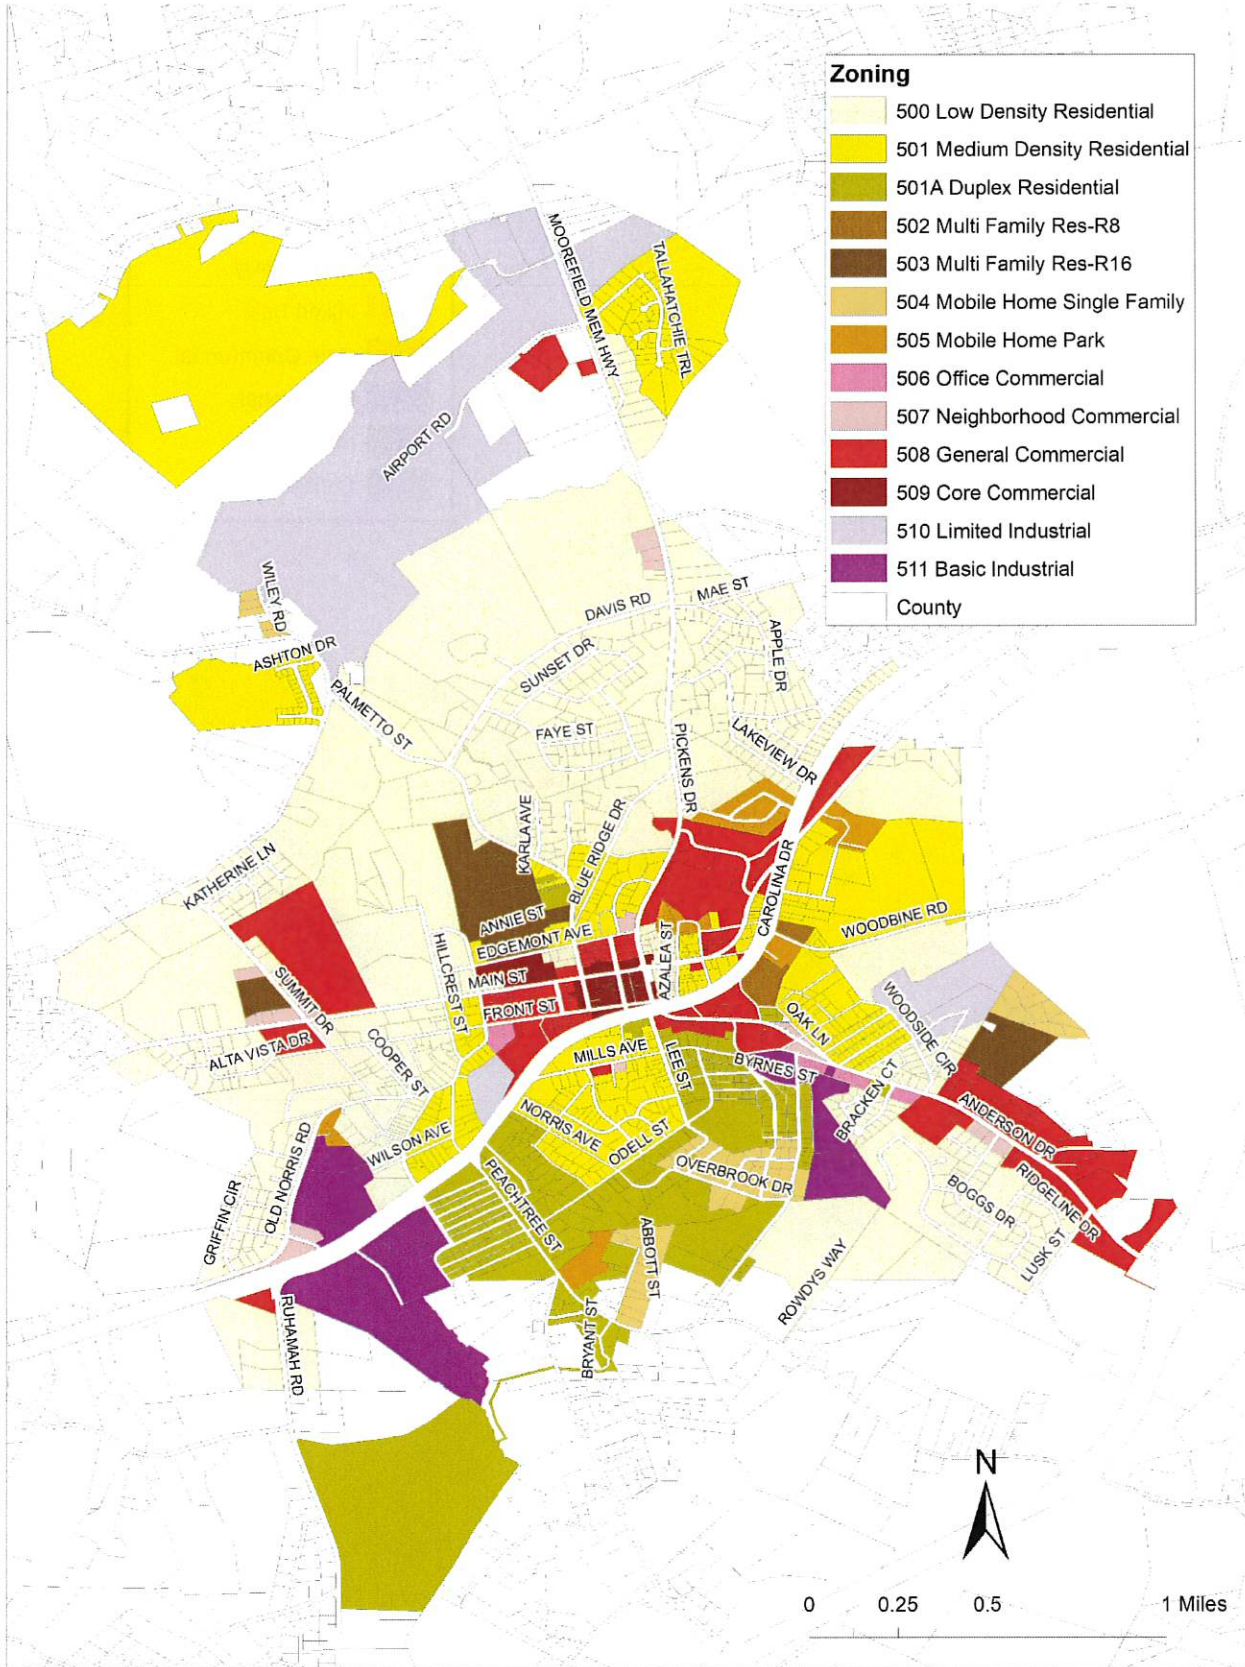 Zoning
500 Low Density Residential
501 Medium Density Residential
501A Duplex Residential
502 Multi Family Res-R8
503 Multi Family Res-R16
504 Mobile Home Single Family
505 Mobile Home Park
506 Office Commercial
507 Neighborhood Commercial
508 General Commercial
509 Core Commercial
510 Limited Industrial
511 Basic Industrial
County
MOOREFIELD MEM HWY
TALLAHATCHIE TRL
AIRPORT RD
WILEY RD
ASHTON DR
PALMETTO ST
DAVIS RD
MAE ST
SUNSET DR
APPLE DR
FAYE ST
LAKEVIEW DR
PICKENS DR
KARLA AVE
BLUE RIDGE DR
CAROLINA DR
KATHERINE LN
ANNIE ST
EDGEMONT AVE
WOODBINE RD
HILLCREST ST
MAIN ST
AZALEA ST
SUMMIT DR
FRONT ST
OAK LN
WOODSIDE CIR
ALTA VISTA DR
COOPER ST
MILLS AVE
LEE ST
BYRNES ST
BRACKEN CT
ANDERSON DR
WILSON AVE
NORRIS AVE
ODELL ST
OLD NORRIS RD
GRIFFIN CIR
PEACHTREE ST
OVERBROOK DR
BOGGS DR
RIDGELINE DR
LUSK ST
ABBOTT ST
ROWDYS WAY
RUHAMAH RD
BRYANT ST
N
0 0.25 0.5 1 Miles